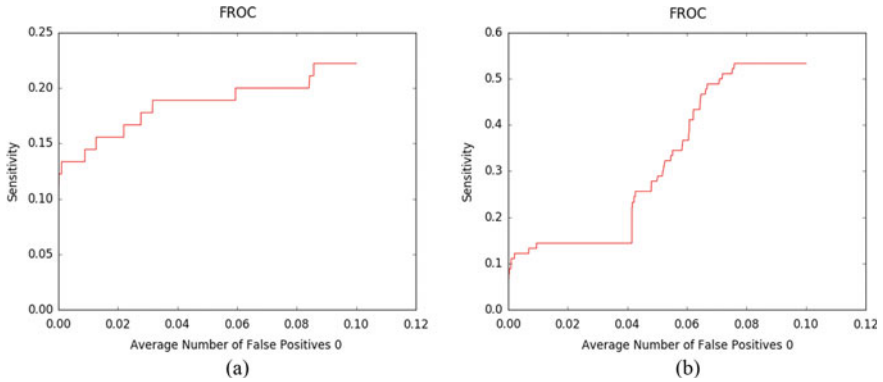 FROC
0.25
0.20
0.15
0.10
0.05
0.00
Sensitivity
0.00 0.02 0.04 0.06 0.08 0.10 0.12
Average Number of False Positives 0
(a)
FROC
0.6
0.5
0.4
0.3
0.2
0.1
0.0
Sensitivity
0.00 0.02 0.04 0.06 0.08 0.10 0.12
Average Number of False Positives 0
(b)